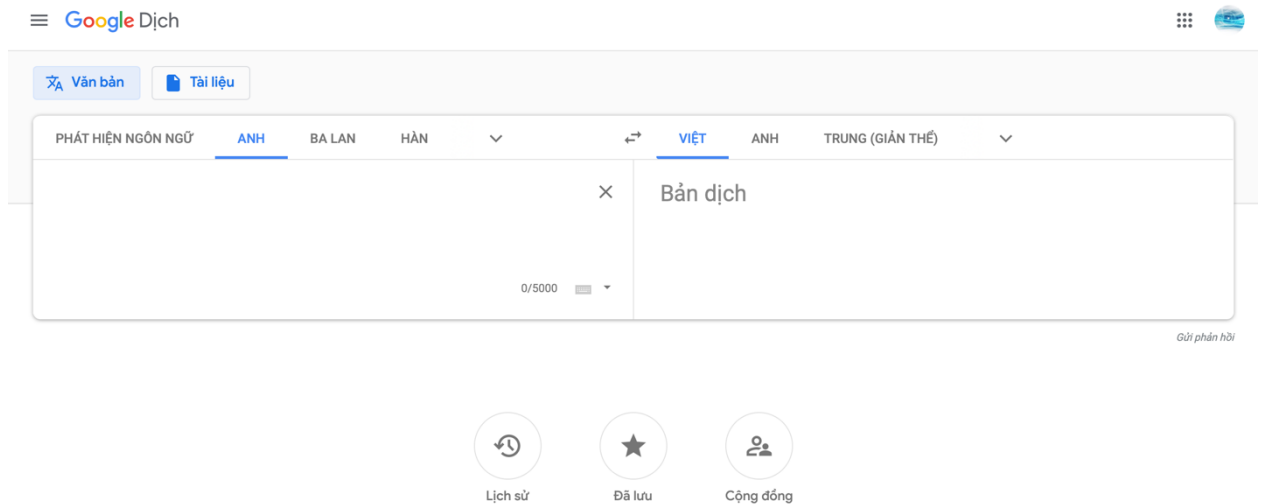 Google Dịch
Văn bản
Tài liệu
PHÁT HIỆN NGÔN NGỮ ANH BA LAN HÀN VIỆT ANH TRUNG (GIẢN THỂ)
Bản dịch
0/5000
Gửi phản hồi
Lịch sử Đã lưu Cộng đồng